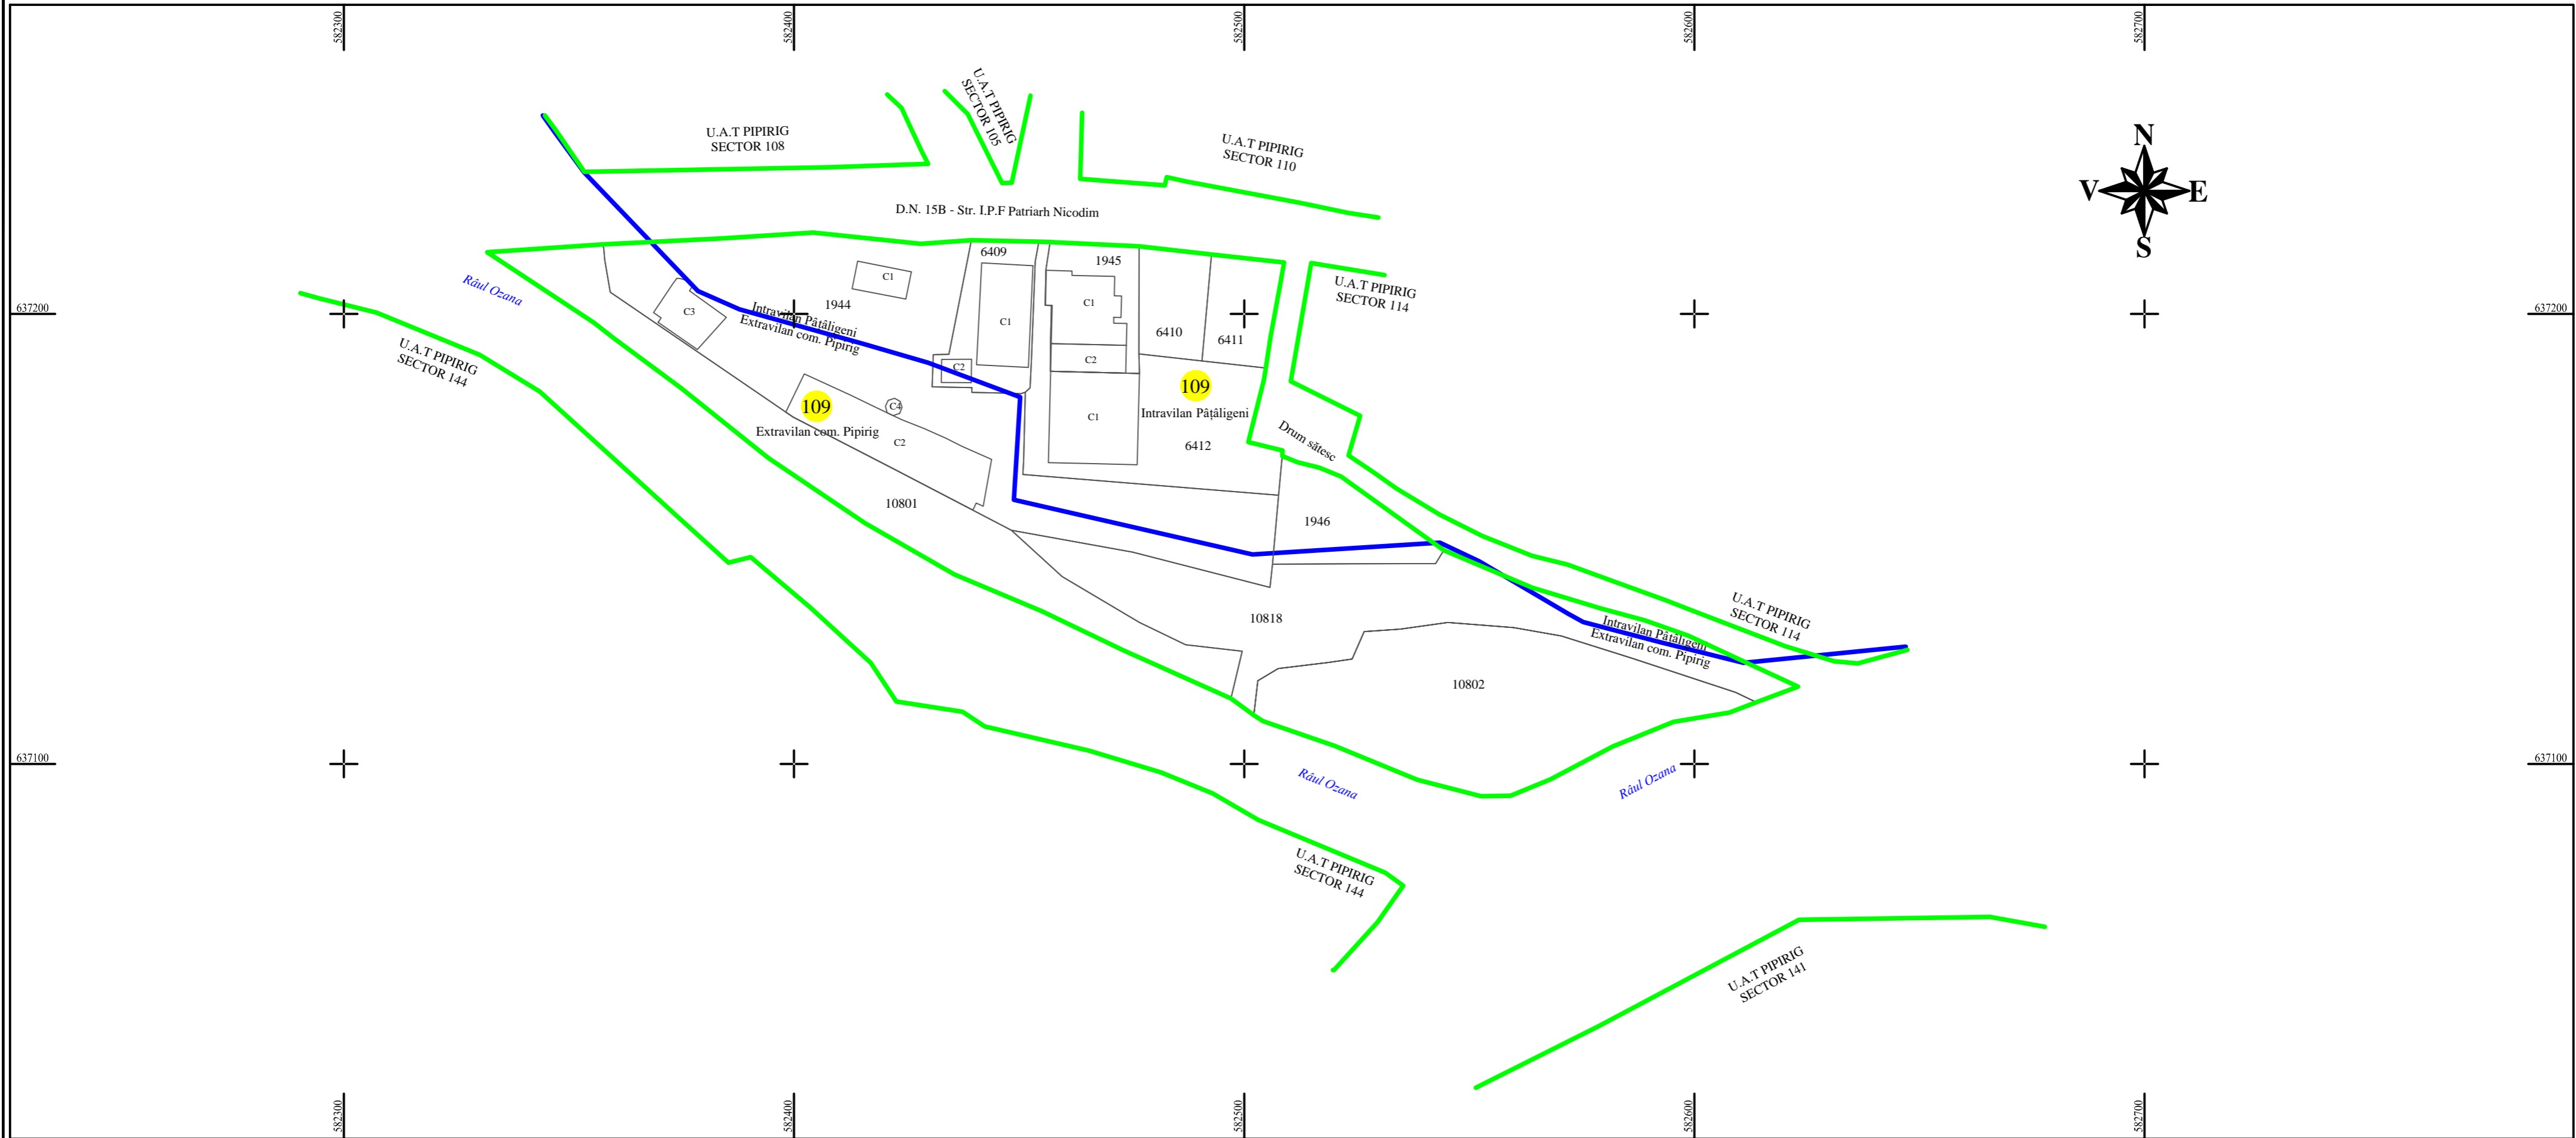 582300
582400
582500
582600
582700
U.A.T PIPIRIG
SECTOR 105
U.A.T PIPIRIG
SECTOR 108
U.A.T PIPIRIG
SECTOR 110
N
V
E
S
D.N. 15B - Str. I.P.F Patriarh Nicodim
6409
1945
C1
Râul Ozana
U.A.T PIPIRIG
SECTOR 114
1944
C1
637200
C3
Intravilan Pâțâligeni
Extravilan com. Pipirig
C1
6410
6411
637200
U.A.T PIPIRIG
SECTOR 144
C2
C2
109
109
C4
Intravilan Pâțâligeni
C1
Extravilan com. Pipirig
C2
6412
Drum sătesc
10801
1946
10818
U.A.T PIPIRIG
SECTOR 114
Intravilan Pâțâligeni
Extravilan com. Pipirig
10802
637100
637100
Râul Ozana
Râul Ozana
U.A.T PIPIRIG
SECTOR 144
U.A.T PIPIRIG
SECTOR 141
582300
582400
582500
582600
582700